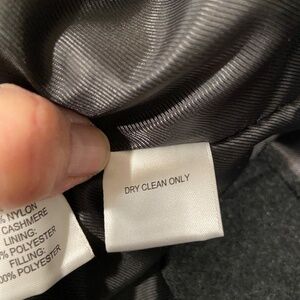 DRY CLEAN ONLY
% NYLON
CASHMERE
LINING:
% POLYESTER
FILLING:
00% POLYESTER